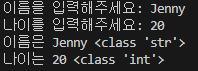 이름을 입력해주세요: Jenny
나이를 입력해주세요: 20
이름은 Jenny <class 'str'>
나이는 20 <class 'int'>